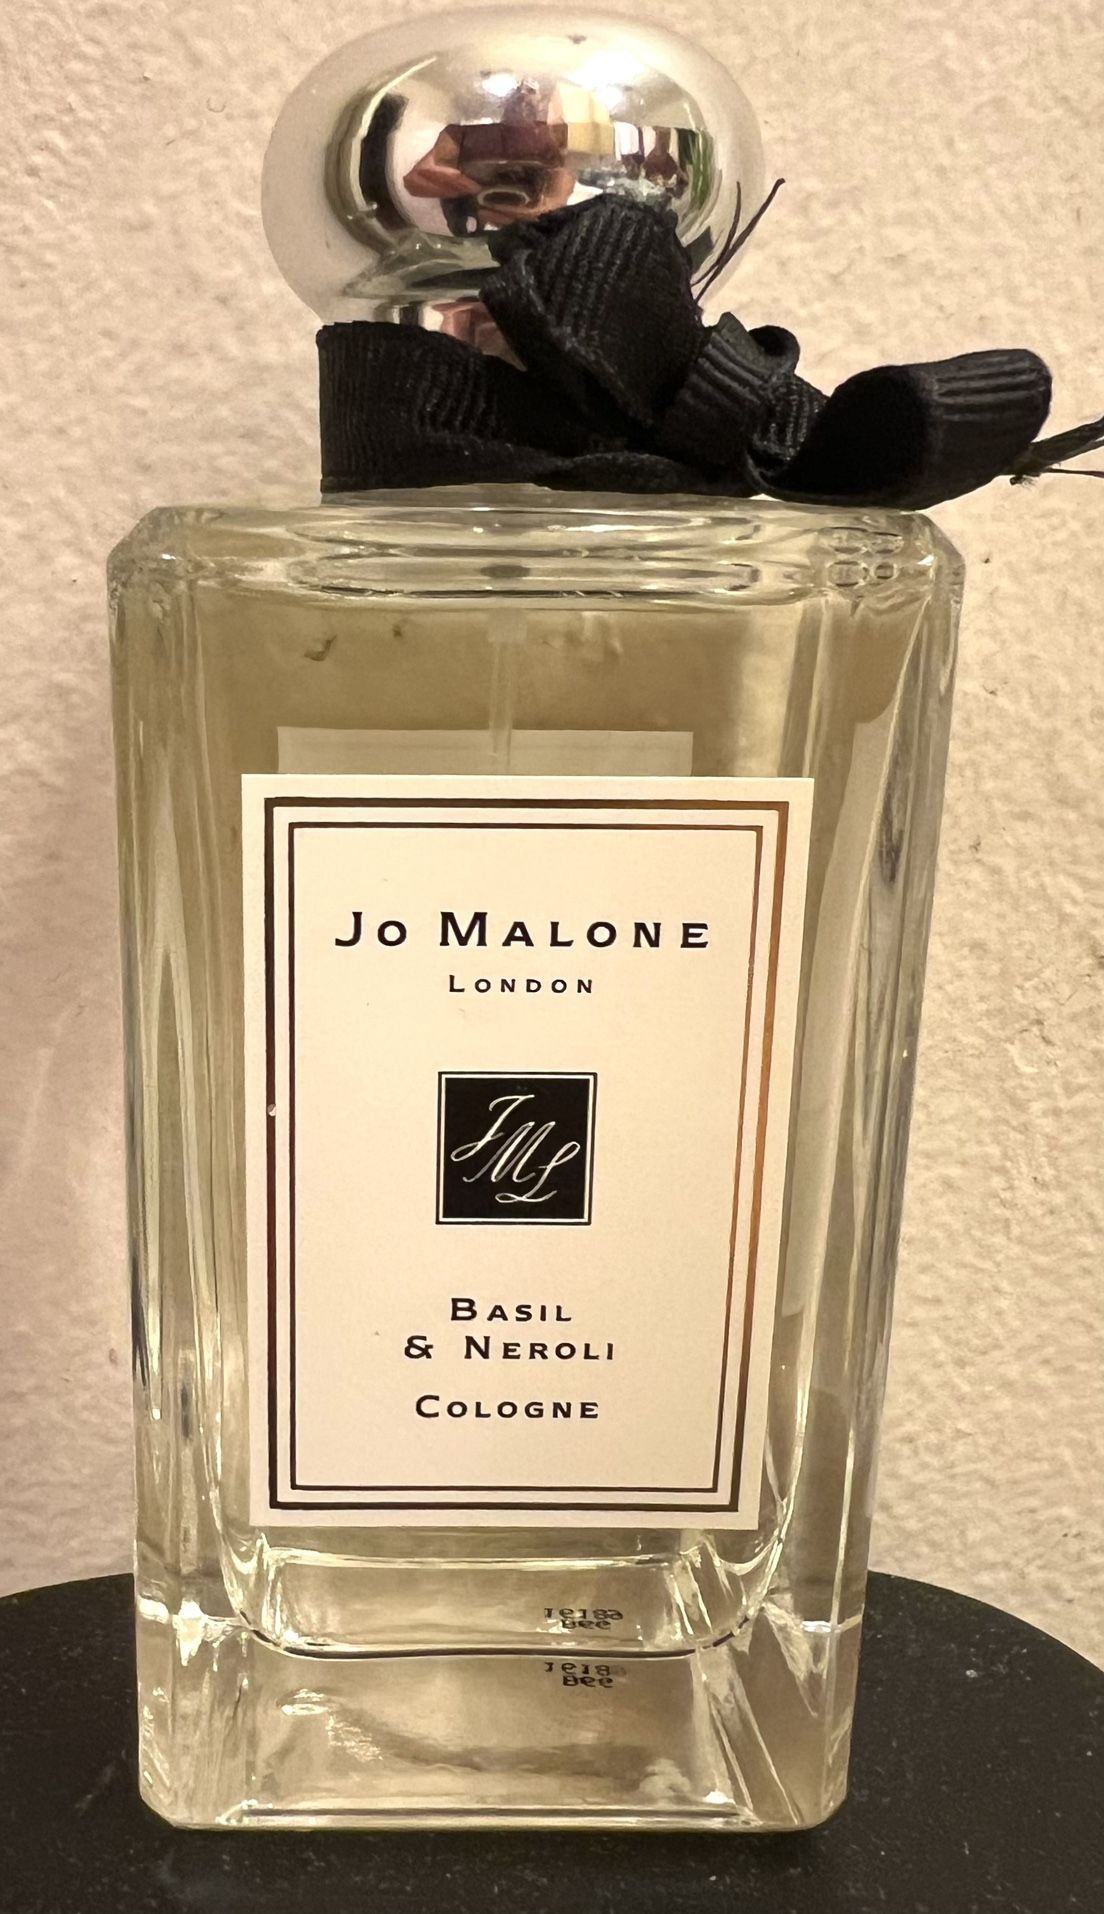 Jo Malone
London
JML
Basil
& Neroli
Cologne